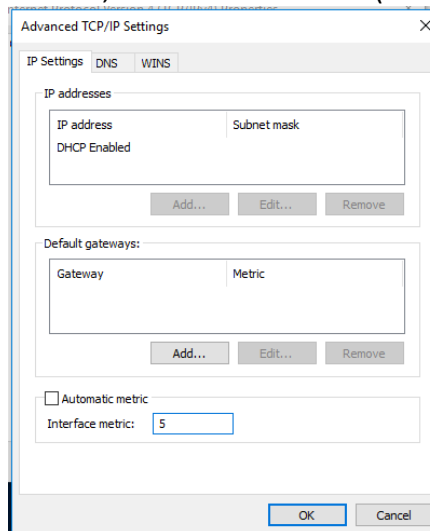 Advanced TCP/IP Settings
IP Settings DNS WINS
IP addresses
IP address Subnet mask
DHCP Enabled
Add... Edit... Remove
Default gateways:
Gateway Metric
Add... Edit... Remove
Automatic metric
Interface metric: 5
OK Cancel